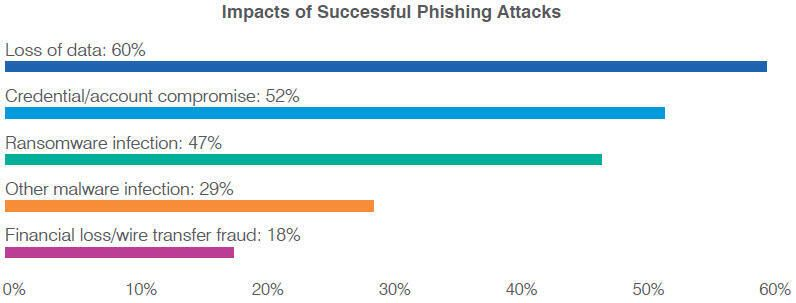 Impacts of Successful Phishing Attacks
Loss of data: 60%
Credential/account compromise: 52%
Ransomware infection: 47%
Other malware infection: 29%
Financial loss/wire transfer fraud: 18%
0% 10% 20% 30% 40% 50% 60%